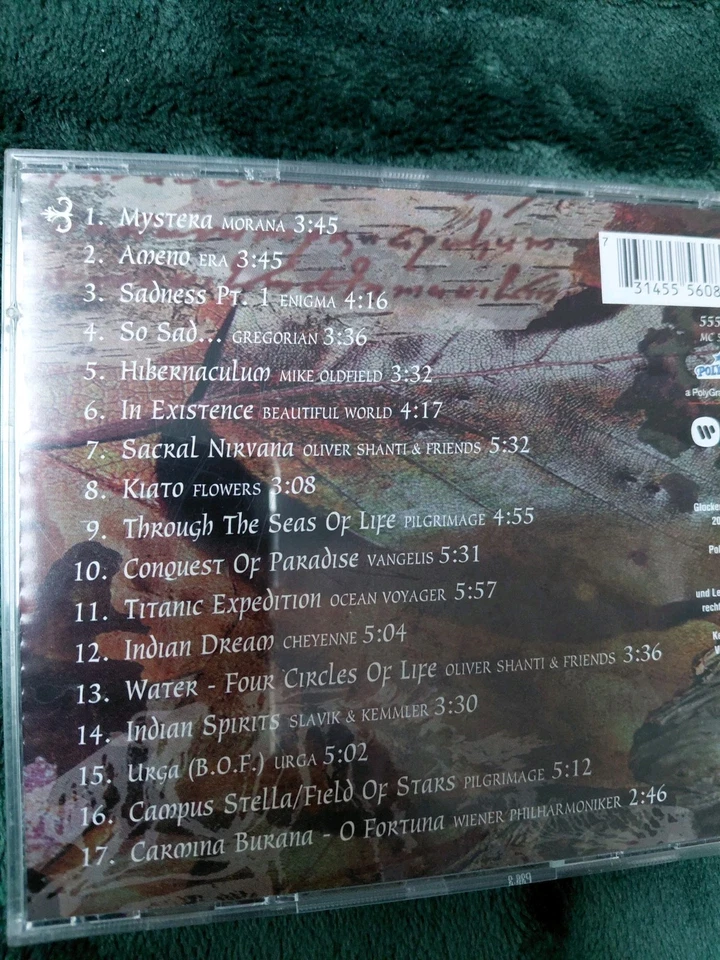 1. Mystera MORANA 3:45
2. Ameno ERA 3:45
3. Sadness Pt. 1 ENIGMA 4:16
4. So Sad... GREGORIAN 3:36
5. Hibernaculum MIKE OLDFIELD 3:32
6. In Existence BEAUTIFUL WORLD 4:17
7. Sacral Nirvana OLIVER SHANTI & FRIENDS 5:32
8. Kiato FLOWERS 3:08
9. Through The Seas Of Life PILGRIMAGE 4:55
10. Conquest Of Paradise VANGELIS 5:31
11. Titanic Expedition OCEAN VOYAGER 5:57
12. Indian Dream CHEYENNE 5:04
13. Water - Four Circles Of Life OLIVER SHANTI & FRIENDS 3:36
14. Indian Spirits SLAVIK & KEMMLER 3:30
15. Urga (B.O.F.) URGA 5:02
16. Campus Stella/Field Of Stars PILGRIMAGE 5:12
17. Carmina Burana - O Fortuna WIENER PHILHARMONIKER 2:46
7 31455 5608
555
MC 5
a PolyGr
und Le